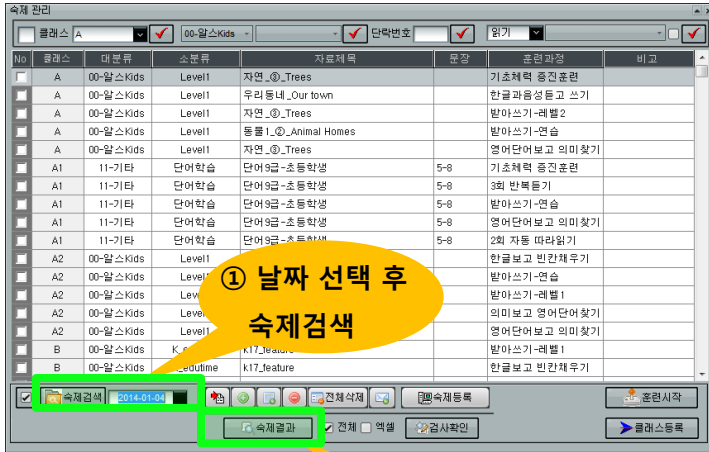 숙제 관리
클래스 A 00-알스Kids 단락번호 읽기
No 클래스 대분류 소분류 자료제목 문장 훈련과정 비고
A 00-알스Kids Level1 자연_③_Trees 기초체력 증진훈련
A 00-알스Kids Level1 우리동네_Our town 한글과음성듣고 쓰기
A 00-알스Kids Level1 자연_③_Trees 받아쓰기-레벨2
A 00-알스Kids Level1 동물1_②_Animal Homes 받아쓰기-연습
A 00-알스Kids Level1 자연_③_Trees 영어단어보고 의미찾기
A1 11-기타 단어학습 단어9급-초등학생 5-8 기초체력 증진훈련
A1 11-기타 단어학습 단어9급-초등학생 5-8 3회 반복듣기
A1 11-기타 단어학습 단어9급-초등학생 5-8 받아쓰기-연습
A1 11-기타 단어학습 단어9급-초등학생 5-8 영어단어보고 의미찾기
A1 11-기타 단어학습 단어9급-초등학생 5-8 2회 자동 따라읽기
A2 00-알스Kids Level1 한글보고 빈칸채우기
A2 00-알스Kids 받아쓰기-연습
A2 00-알스Kids 받아쓰기-레벨1
A2 00-알스Kids 의미보고 영어단어찾기
A2 00-알스Kids Level1 영어단어보고 의미찾기
B 00-알스Kids k17_feature 받아쓰기-레벨1
B 00-알스Kids k17_feature 한글보고 빈칸채우기
① 날짜 선택 후
숙제검색
숙제검색 2014-01-04 전체삭제 숙제등록 훈련시작
숙제결과 전체 엑셀 검사확인 클래스등록